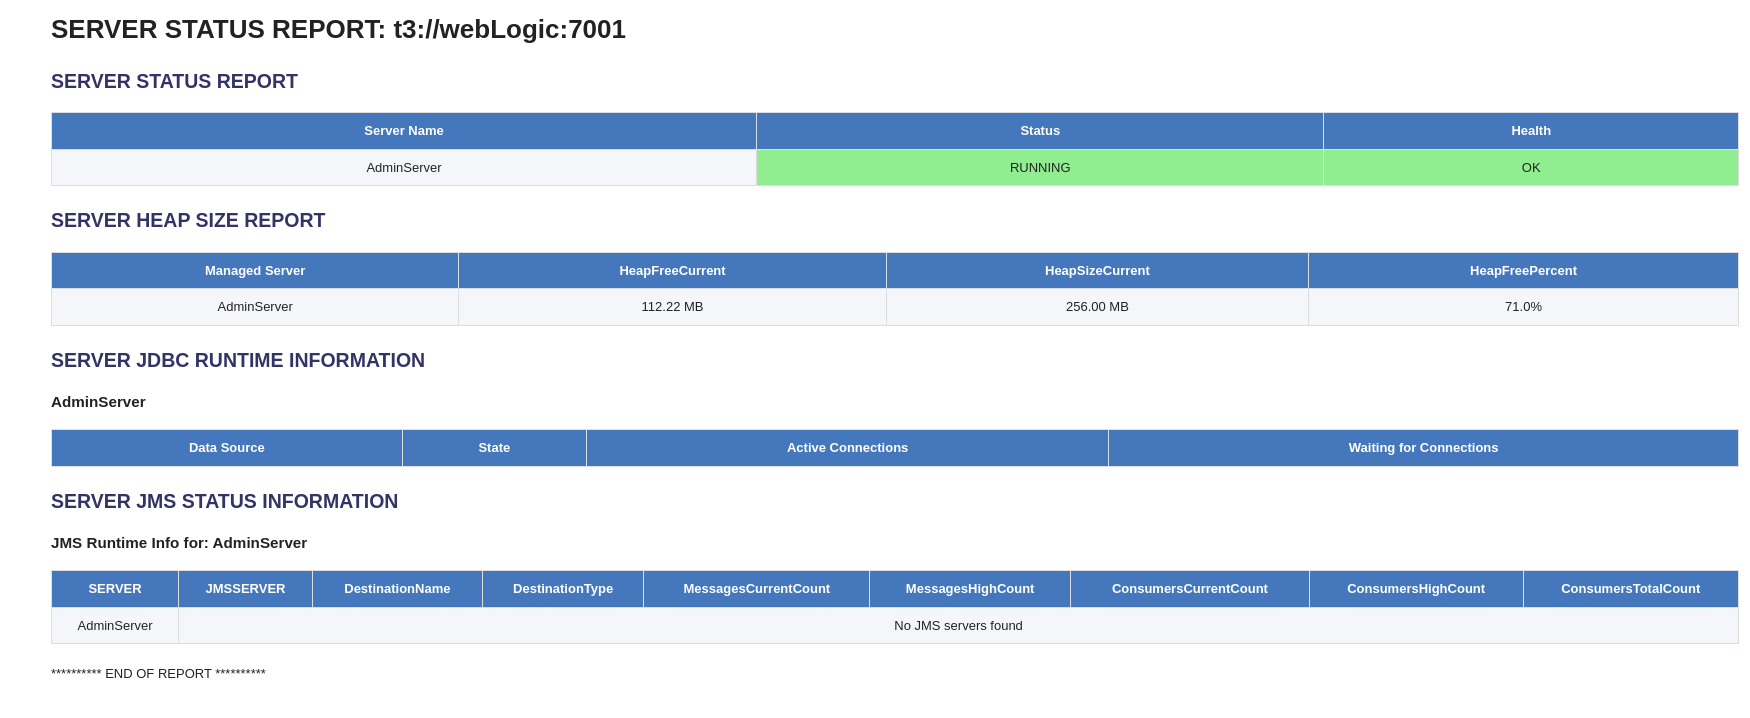 SERVER STATUS REPORT: t3://webLogic:7001
SERVER STATUS REPORT
Server Name Status Health
AdminServer RUNNING OK
SERVER HEAP SIZE REPORT
Managed Server HeapFreeCurrent HeapSizeCurrent HeapFreePercent
AdminServer 112.22 MB 256.00 MB 71.0%
SERVER JDBC RUNTIME INFORMATION
AdminServer
Data Source State Active Connections Waiting for Connections
SERVER JMS STATUS INFORMATION
JMS Runtime Info for: AdminServer
SERVER JMSSERVER DestinationName DestinationType MessagesCurrentCount MessagesHighCount ConsumersCurrentCount ConsumersHighCount ConsumersTotalCount
AdminServer No JMS servers found
********** END OF REPORT **********